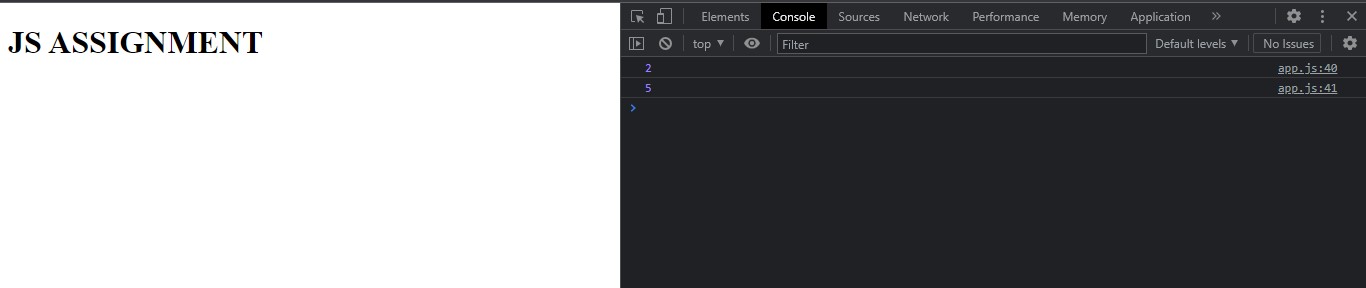 JS ASSIGNMENT
Elements Console Sources Network Performance Memory Application »
top ▼ Filter Default levels ▼ No Issues
2 app.js:40
5 app.js:41
>